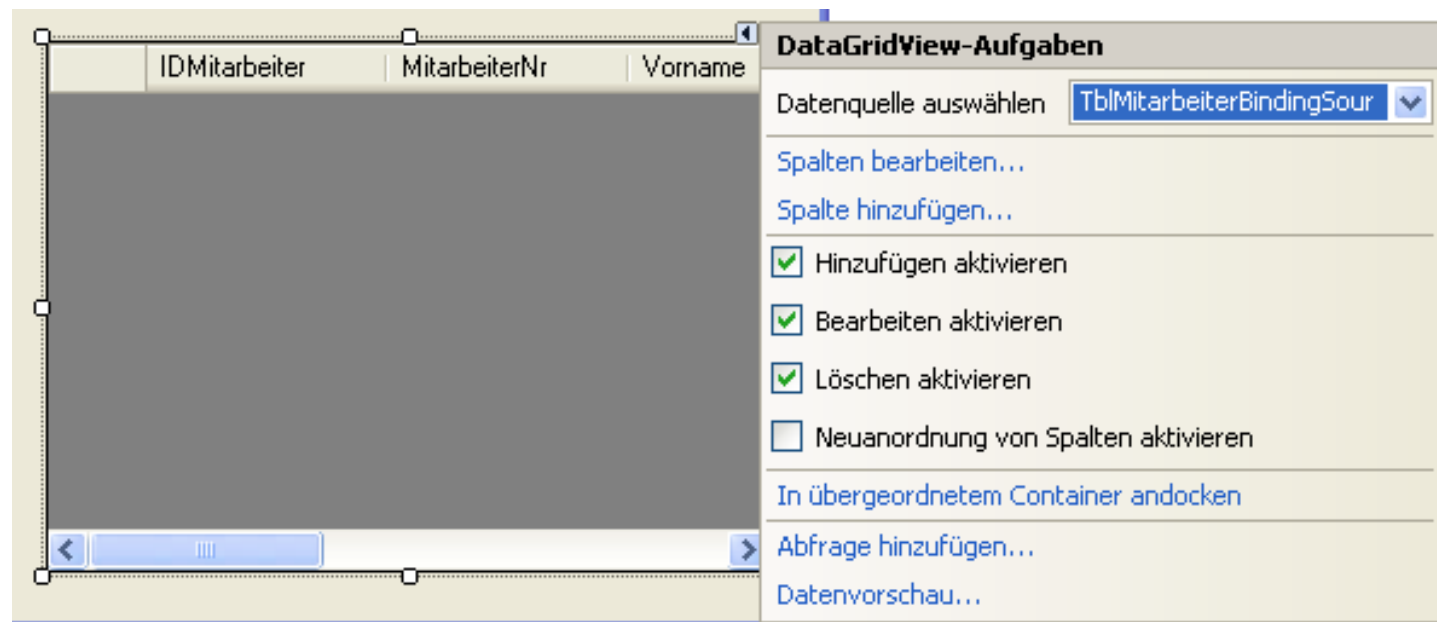 IDMitarbeiter MitarbeiterNr Vorname
DataGridView-Aufgaben
Datenquelle auswählen TblMitarbeiterBindingSour
Spalten bearbeiten...
Spalte hinzufügen...
Hinzufügen aktivieren
Bearbeiten aktivieren
Löschen aktivieren
Neuanordnung von Spalten aktivieren
In übergeordnetem Container andocken
Abfrage hinzufügen...
Datenvorschau...